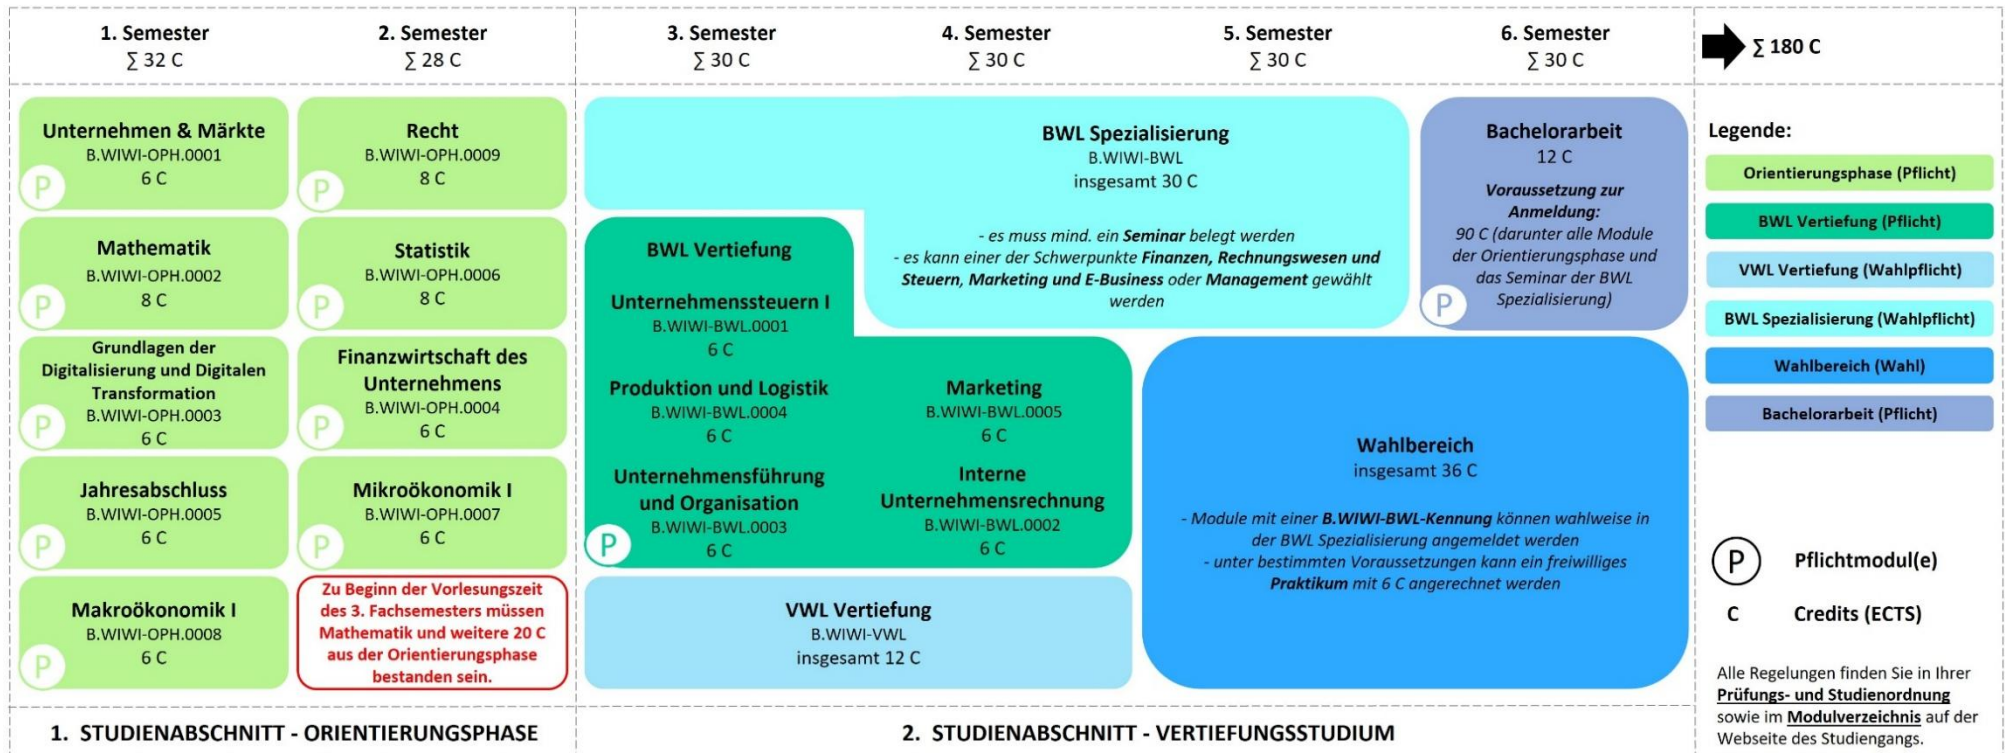 1. Semester
∑ 32 C
2. Semester
∑ 28 C
3. Semester
∑ 30 C
4. Semester
∑ 30 C
5. Semester
∑ 30 C
6. Semester
∑ 30 C
∑ 180 C
Unternehmen & Märkte
B.WIWI-OPH.0001
6 C
P
Mathematik
B.WIWI-OPH.0002
8 C
P
Grundlagen der
Digitalisierung und Digitalen
Transformation
B.WIWI-OPH.0003
6 C
P
Jahresabschluss
B.WIWI-OPH.0005
6 C
P
Makroökonomik I
B.WIWI-OPH.0008
6 C
P
Recht
B.WIWI-OPH.0009
8 C
P
Statistik
B.WIWI-OPH.0006
8 C
P
Finanzwirtschaft des
Unternehmens
B.WIWI-OPH.0004
6 C
P
Mikroökonomik I
B.WIWI-OPH.0007
6 C
P
Zu Beginn der Vorlesungszeit
des 3. Fachsemesters müssen
Mathematik und weitere 20 C
aus der Orientierungsphase
bestanden sein.
BWL Spezialisierung
B.WIWI-BWL
insgesamt 30 C
- es muss mind. ein Seminar belegt werden
- es kann einer der Schwerpunkte Finanzen, Rechnungswesen und
Steuern, Marketing und E-Business oder Management gewählt
werden
BWL Vertiefung
Unternehmenssteuern I
B.WIWI-BWL.0001
6 C
Produktion und Logistik
B.WIWI-BWL.0004
6 C
Unternehmensführung
und Organisation
B.WIWI-BWL.0003
6 C
P
Marketing
B.WIWI-BWL.0005
6 C
Interne
Unternehmensrechnung
B.WIWI-BWL.0002
6 C
VWL Vertiefung
B.WIWI-VWL
insgesamt 12 C
Bachelorarbeit
12 C
Voraussetzung zur
Anmeldung:
90 C (darunter alle Module
der Orientierungsphase und
das Seminar der BWL
Spezialisierung)
P
Wahlbereich
insgesamt 36 C
- Module mit einer B.WIWI-BWL-Kennung können wahlweise in
der BWL Spezialisierung angemeldet werden
- unter bestimmten Voraussetzungen kann ein freiwilliges
Praktikum mit 6 C angerechnet werden
Legende:
Orientierungsphase (Pflicht)
BWL Vertiefung (Pflicht)
VWL Vertiefung (Wahlpflicht)
BWL Spezialisierung (Wahlpflicht)
Wahlbereich (Wahl)
Bachelorarbeit (Pflicht)
P Pflichtmodul(e)
C Credits (ECTS)
Alle Regelungen finden Sie in Ihrer
Prüfungs- und Studienordnung
sowie im Modulverzeichnis auf der
Webseite des Studiengangs.
1. STUDIENABSCHNITT - ORIENTIERUNGSPHASE
2. STUDIENABSCHNITT - VERTIEFUNGSSTUDIUM